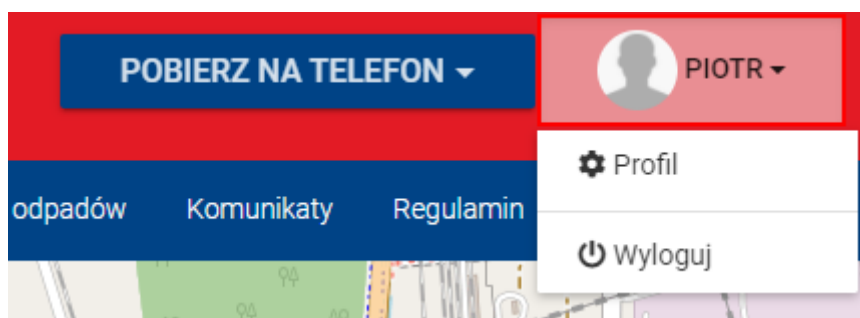 POBIERZ NA TELEFON
PIOTR
Profil
odpadów Komunikaty Regulamin
Wyloguj